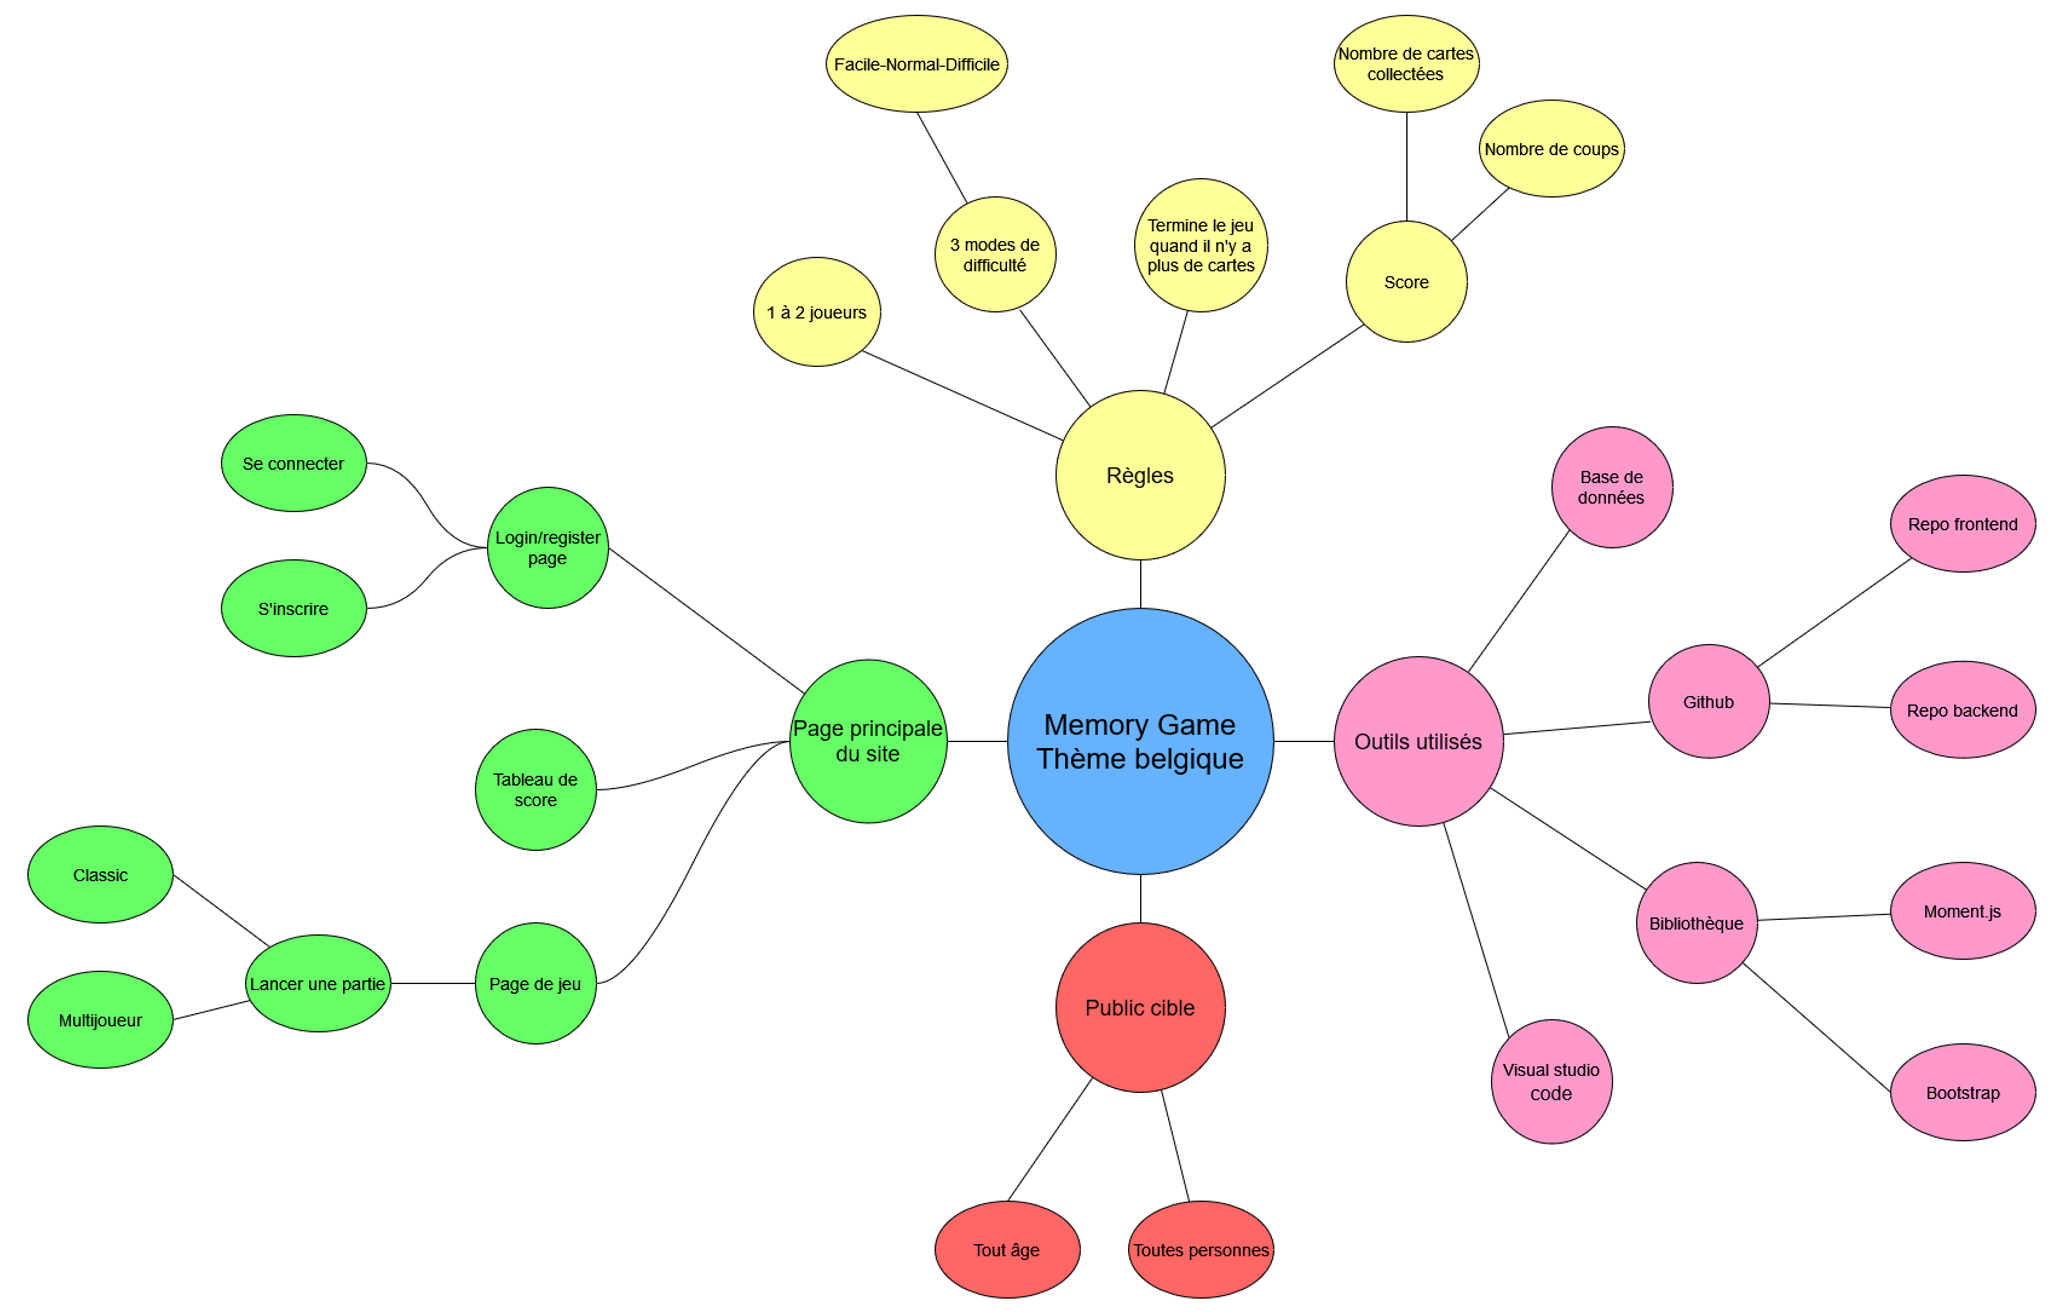 Facile-Normal-Difficile
Nombre de cartes
collectées
Nombre de coups
3 modes de
difficulté
Termine le jeu
quand il n'y a
plus de cartes
Score
1 à 2 joueurs
Règles
Se connecter
Login/register
page
S'inscrire
Base de
données
Repo frontend
Github
Repo backend
Page principale
du site
Memory Game
Thème belgique
Outils utilisés
Tableau de
score
Classic
Lancer une partie
Page de jeu
Multijoueur
Public cible
Bibliothèque
Moment.js
Visual studio
code
Bootstrap
Tout âge
Toutes personnes